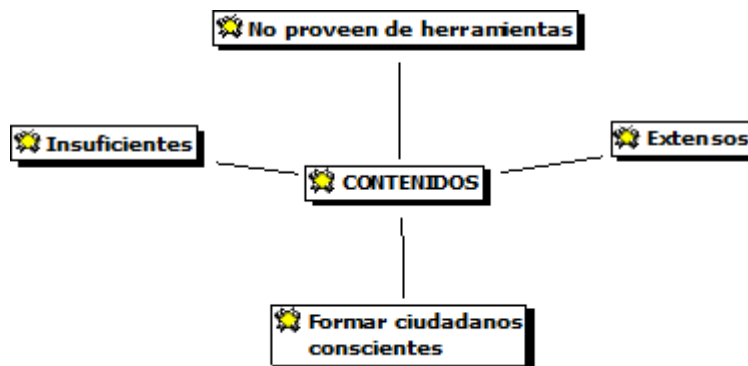 No proveen de herramientas
Insuficientes
Extensos
CONTENIDOS
Formar ciudadanos
conscientes